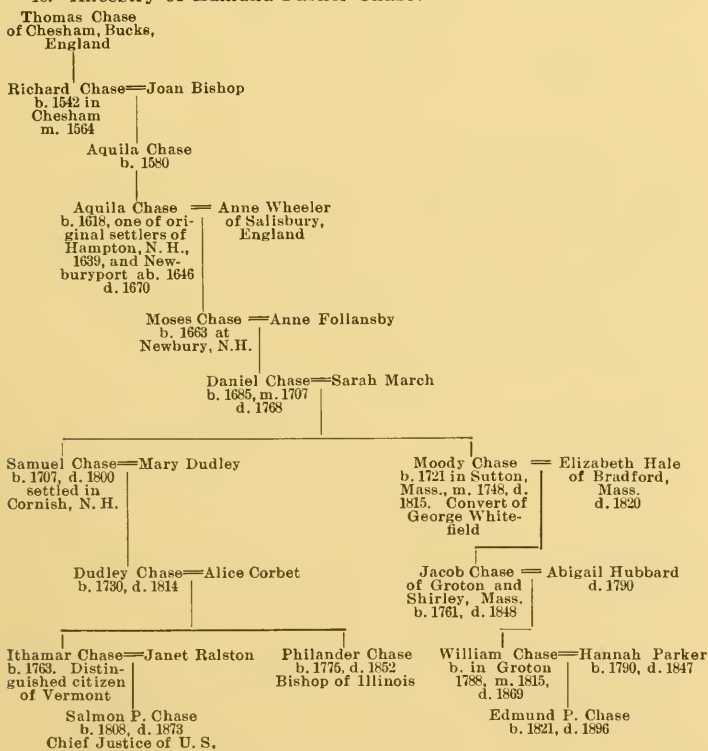 Thomas Chase
of Chesham, Bucks,
England
Richard Chase=Joan Bishop
b. 1542 in
Chesham
m. 1564
Aquila Chase
b. 1580
Aquila Chase = Anne Wheeler
b. 1618, one of ori- of Salisbury,
ginal settlers of England
Hampton, N. H.,
1639, and New-
buryport ab. 1646
d. 1670
Moses Chase=Anne Follansby
b. 1663 at
Newbury, N.H.
Daniel Chase=Sarah March
b. 1685, m. 1707
d. 1768
Samuel Chase=Mary Dudley
b. 1707, d. 1800
settled in
Cornish, N. H.
Moody Chase = Elizabeth Hale
b. 1721 in Sutton, of Bradford,
Mass., m. 1748, d. Mass.
1815. Convert of d. 1820
George White-
field
Dudley Chase=Alice Corbet
b. 1730, d. 1814
Jacob Chase = Abigail Hubbard
of Groton and d. 1790
Shirley, Mass.
b. 1761, d. 1848
Ithamar Chase=Janet Ralston
b. 1763. Distin-
guished citizen
of Vermont
Philander Chase
b. 1775, d. 1852
Bishop of Illinois
William Chase=Hannah Parker
b. in Groton b. 1790, d. 1847
1788, m. 1815,
d. 1869
Salmon P. Chase
b. 1808, d. 1873
Chief Justice of U. S.
Edmund P. Chase
b. 1821, d. 1896